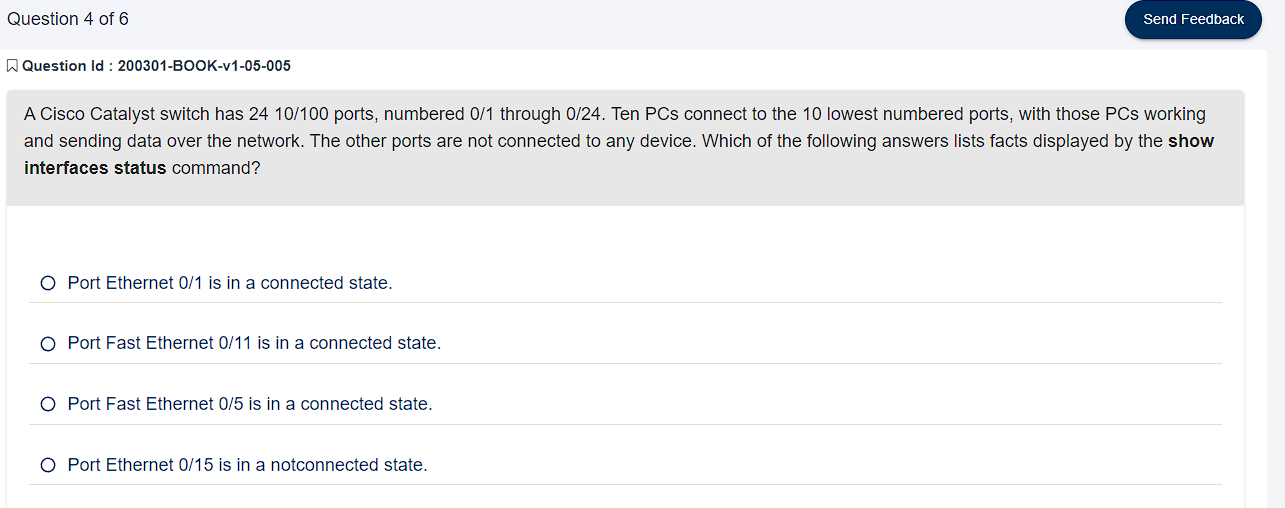 Question 4 of 6
Send Feedback
Question Id : 200301-BOOK-v1-05-005
A Cisco Catalyst switch has 24 10/100 ports, numbered 0/1 through 0/24. Ten PCs connect to the 10 lowest numbered ports, with those PCs working
and sending data over the network. The other ports are not connected to any device. Which of the following answers lists facts displayed by the show
interfaces status command?
Port Ethernet 0/1 is in a connected state.
Port Fast Ethernet 0/11 is in a connected state.
Port Fast Ethernet 0/5 is in a connected state.
Port Ethernet 0/15 is in a notconnected state.